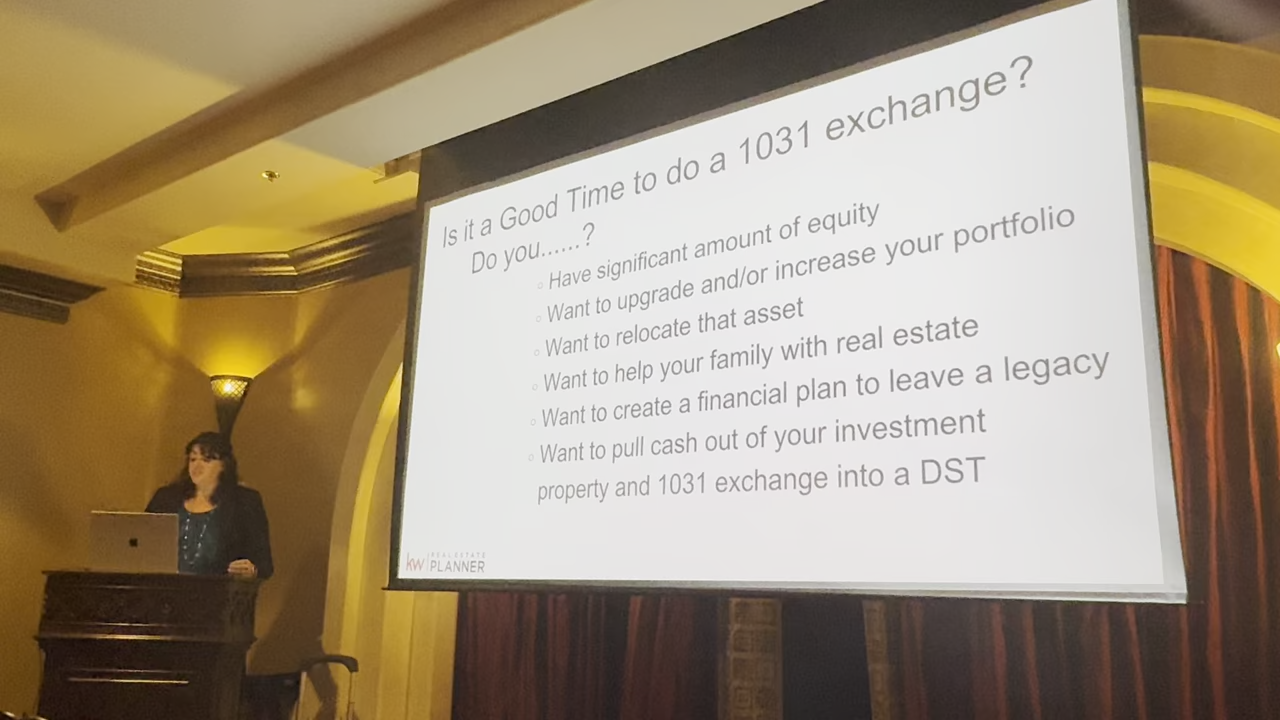 Is it a Good Time to do a 1031 exchange?
Do you......?
○ Have significant amount of equity
○ Want to upgrade and/or increase your portfolio
○ Want to relocate that asset
○ Want to help your family with real estate
○ Want to create a financial plan to leave a legacy
○ Want to pull cash out of your investment
property and 1031 exchange into a DST
kw
REAL ESTATE
PLANNER